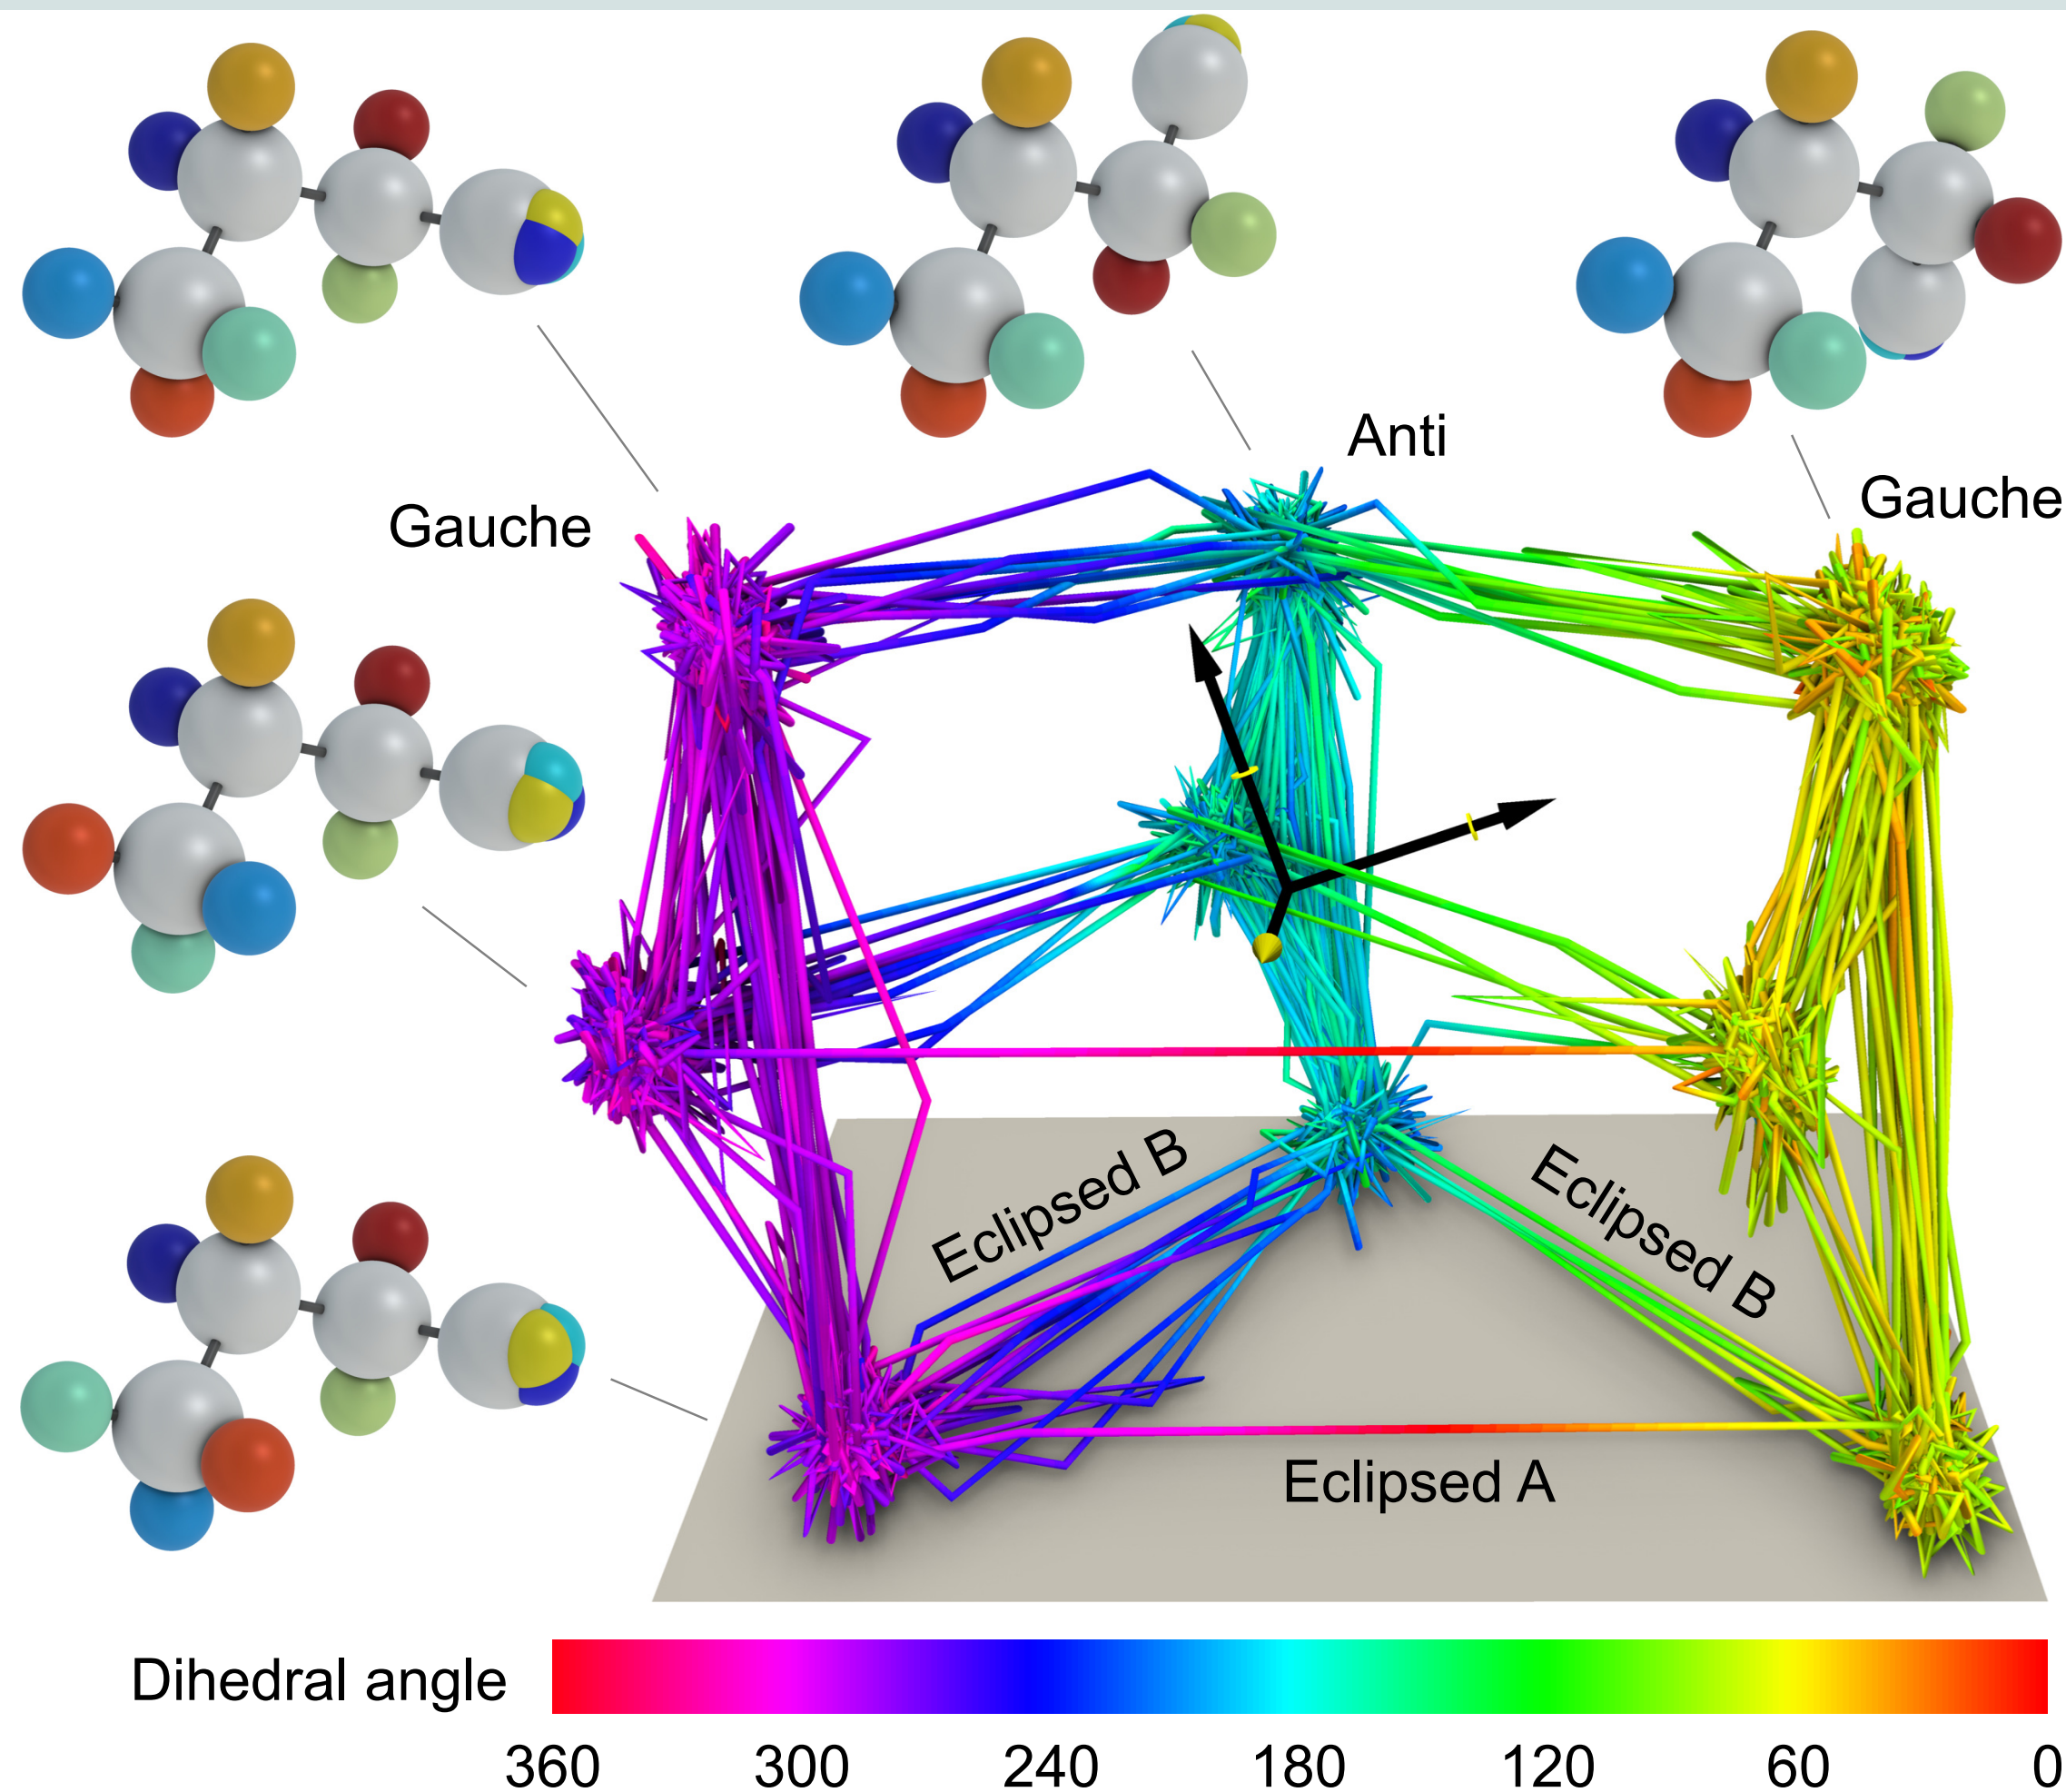 Anti
Gauche
Gauche
Eclipsed B
Eclipsed B
Eclipsed A
Dihedral angle
360 300 240 180 120 60 0